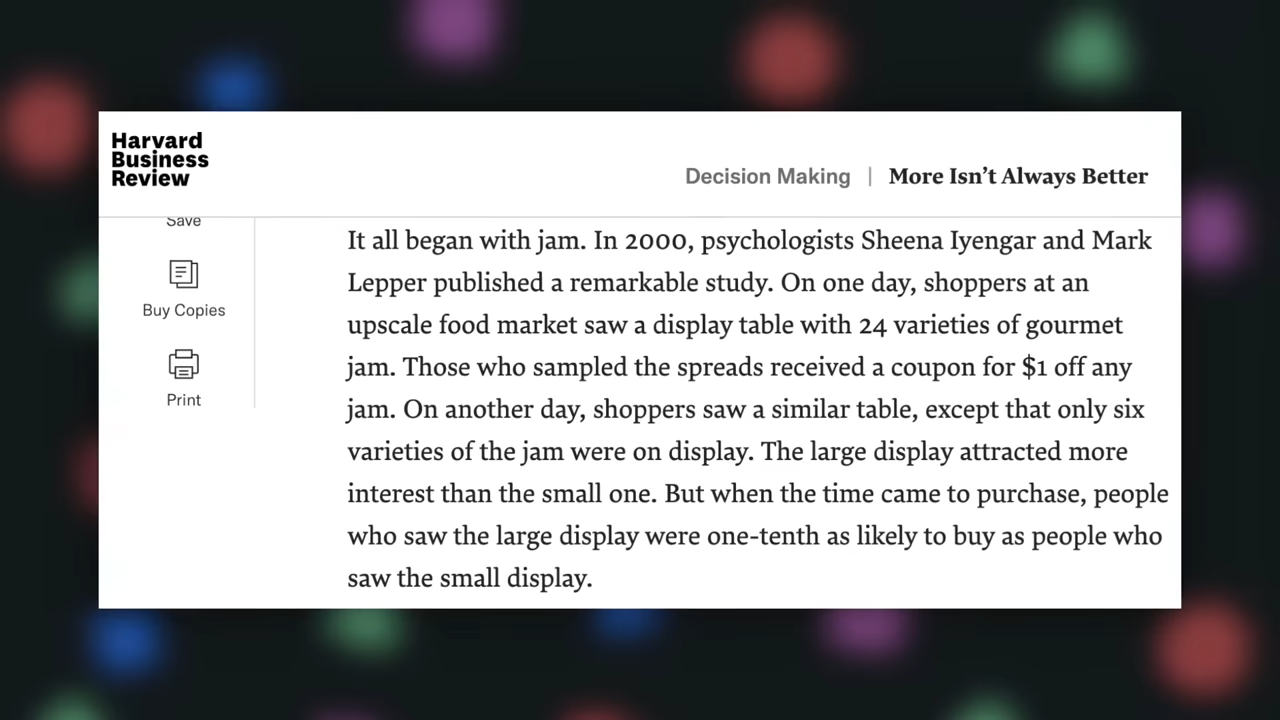 Harvard
Business
Review
Decision Making | More Isn’t Always Better
Save
Buy Copies
Print
It all began with jam. In 2000, psychologists Sheena Iyengar and Mark
Lepper published a remarkable study. On one day, shoppers at an
upscale food market saw a display table with 24 varieties of gourmet
jam. Those who sampled the spreads received a coupon for $1 off any
jam. On another day, shoppers saw a similar table, except that only six
varieties of the jam were on display. The large display attracted more
interest than the small one. But when the time came to purchase, people
who saw the large display were one-tenth as likely to buy as people who
saw the small display.